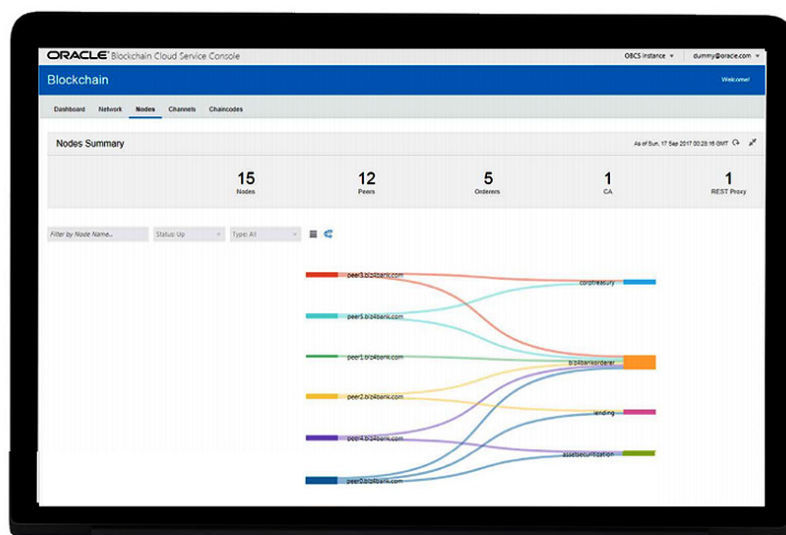 ORACLE® Blockchain Cloud Service Console
OBCS Instance
dummy@oracle.com
Blockchain
Welcome!
Dashboard Network Nodes Channels Chaincodes
Nodes Summary
As of Sun, 17 Sep 2017 00:28:16 GMT
15 12 5 1 1
Nodes Peers Orderers CA REST Proxy
Filter by Node Name... Status: Up Type: All
peer3.biz4bank.com
corptreasury
peer5.biz4bank.com
peer1.biz4bank.com
biz4bankorderer
peer2.biz4bank.com
lending
peer4.biz4bank.com
assetsecuritization
peer0.biz4bank.com